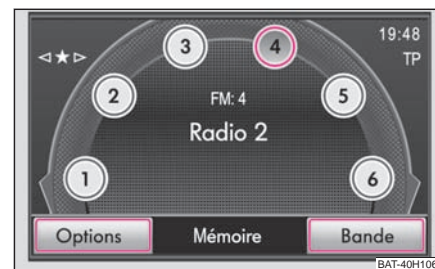 3
4
19:48
TP
2
FM: 4
5
Radio 2
1
6
Options
Mémoire
Bande
BAT-40H106